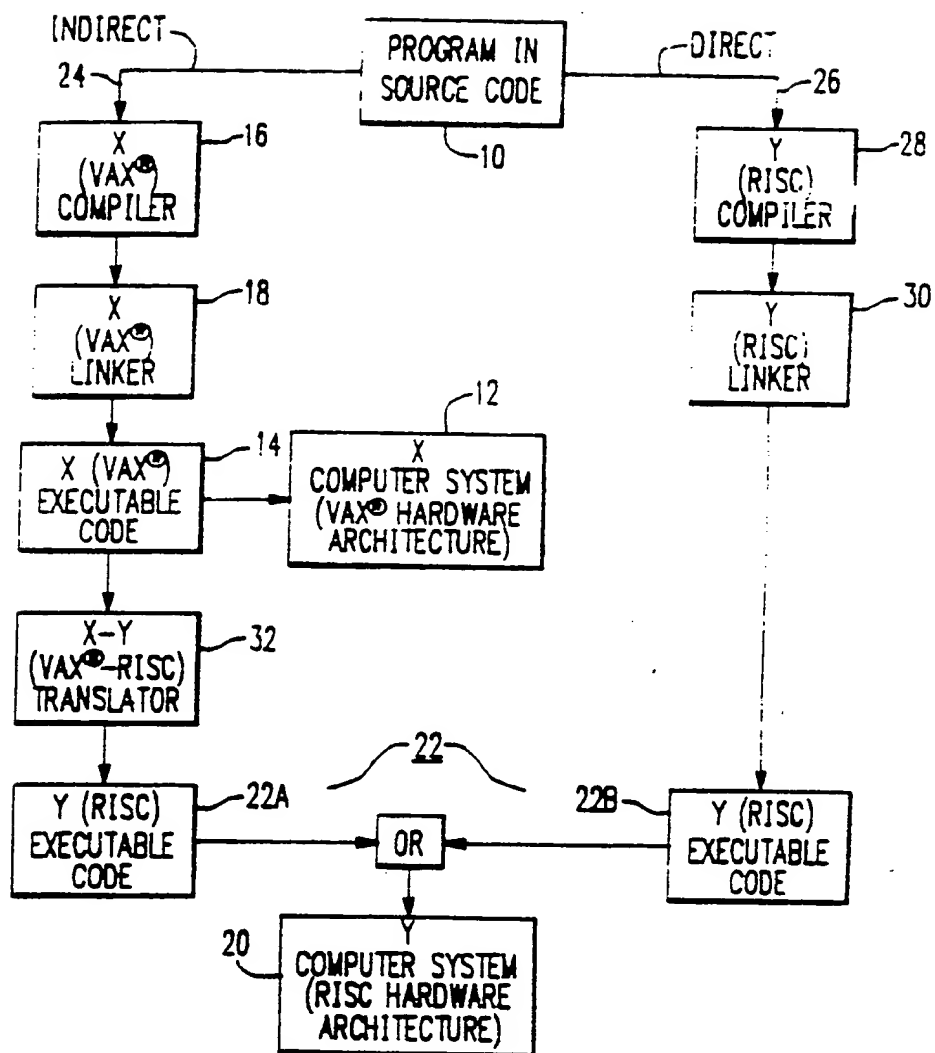 INDIRECT
PROGRAM IN
SOURCE CODE
DIRECT
24
26
10
X
(VAX®)
COMPILER
16
Y
(RISC)
COMPILER
28
X
(VAX®)
LINKER
18
Y
(RISC)
LINKER
30
X (VAX®)
EXECUTABLE
CODE
14
12
X
COMPUTER SYSTEM
(VAX® HARDWARE
ARCHITECTURE)
X-Y
(VAX®-RISC)
TRANSLATOR
32
22
Y (RISC)
EXECUTABLE
CODE
22A
OR
22B
Y (RISC)
EXECUTABLE
CODE
20
Y
COMPUTER SYSTEM
(RISC HARDWARE
ARCHITECTURE)